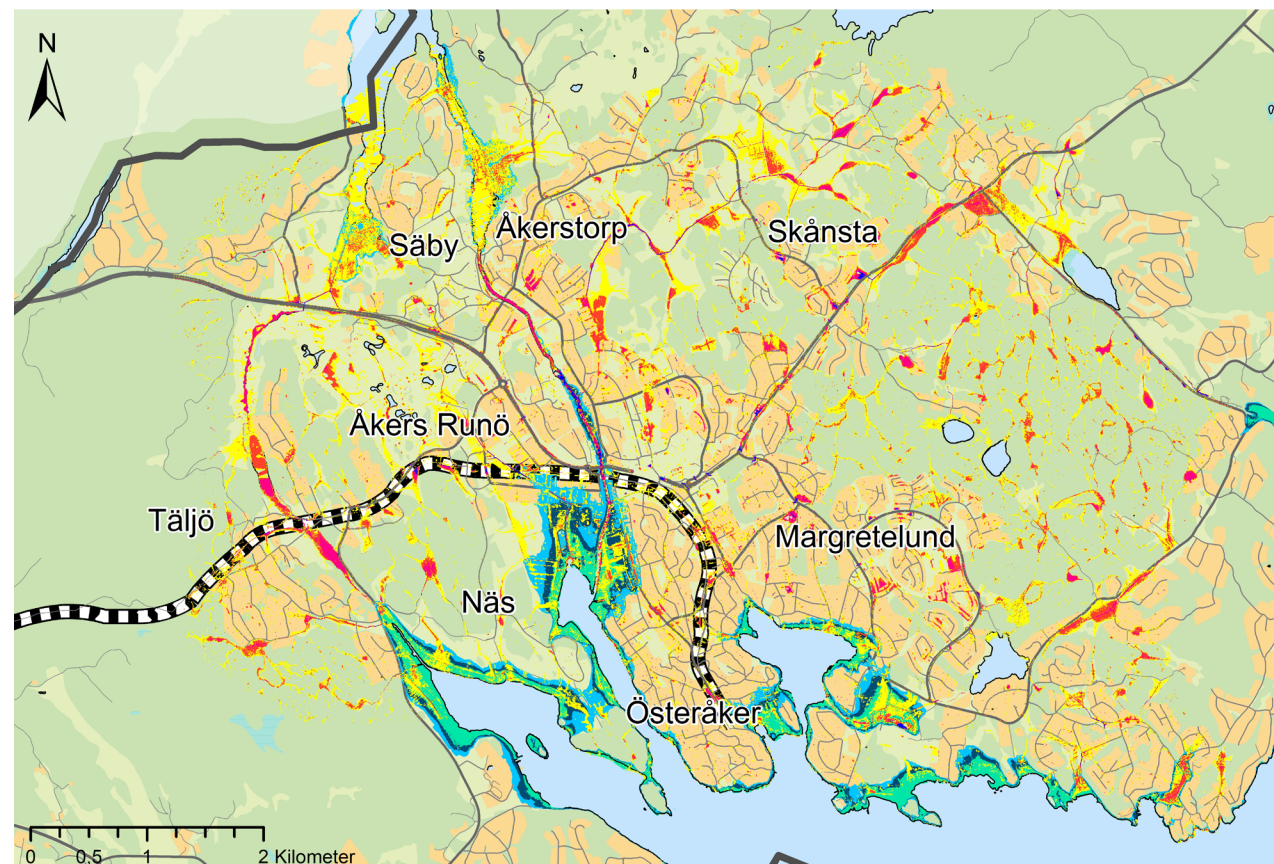 N
Säby
Åkerstorp
Skånsta
Åkers Runö
Täljö
Margretelund
Näs
Österåker
0 0.5 1 2 Kilometer